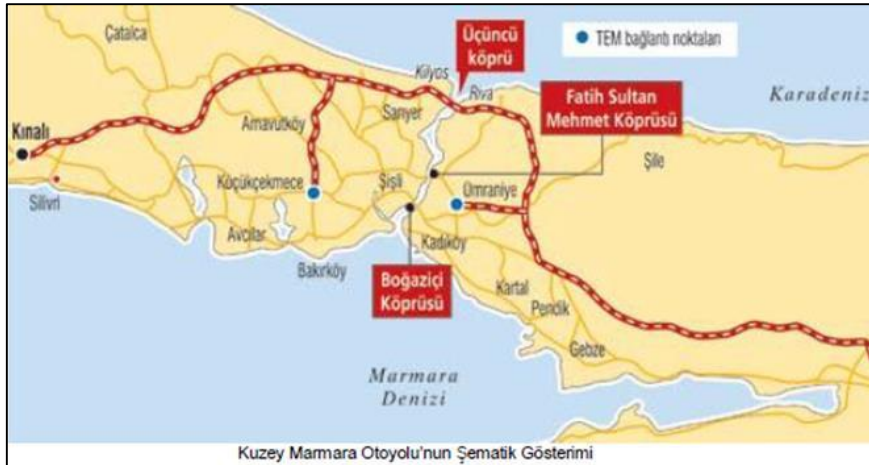 Çatalca
Üçüncü
köprü
TEM bağlantı noktaları
Kilyos
Riva
Karadeniz
Fatih Sultan
Mehmet Köprüsü
Sarıyer
Arnavutköy
Kınalı
Küçükçekmece
Şişli
Ümraniye
Şile
Silivri
Avcılar
Bakırköy
Kadıköy
Boğaziçi
Köprüsü
Kartal
Pendik
Gebze
Marmara
Denizi
Kuzey Marmara Otoyolu'nun Şematik Gösterimi